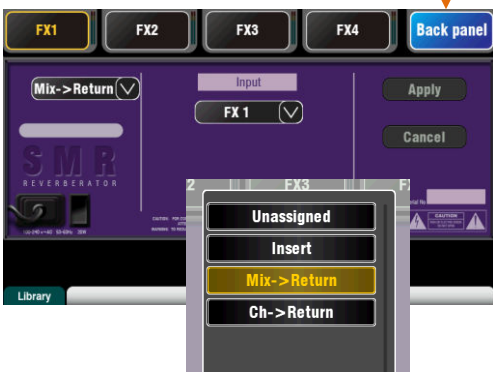 FX1 FX2 FX3 FX4 Back panel
Mix->Return Input Apply
FX 1
Cancel
SMR
REVERBERATOR
2 FX3 F
CAUTION
Unassigned
Insert
Mix->Return
Ch->Return
Library